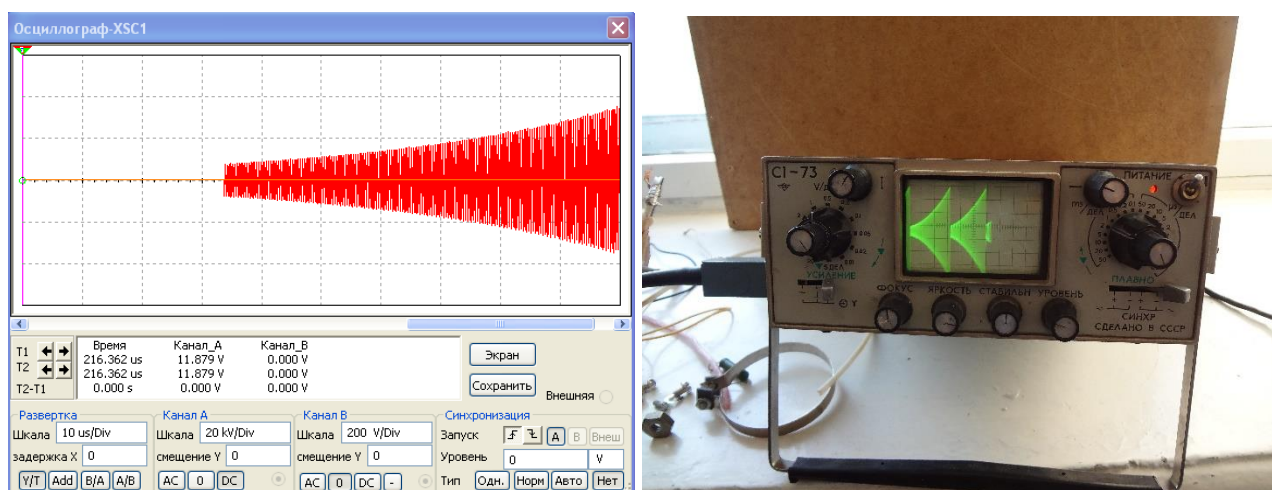 Осциллограф-XSC1
Время Канал_A Канал_B
T1 216.362 us 11.879 V 0.000 V
T2 216.362 us 11.879 V 0.000 V
T2-T1 0.000 s 0.000 V 0.000 V
Экран
Сохранить
Внешняя
Развертка
Шкала 10 us/Div
задержка X 0
Y/T Add B/A A/B
Канал A
Шкала 20 kV/Div
смещение Y 0
AC 0 DC
Канал B
Шкала 200 V/Div
смещение Y 0
AC 0 DC -
Синхронизация
Запуск A B Внеш
Уровень 0 V
Тип Одн. Норм Авто Нет
С1-73
ПИТАНИЕ
УСИЛЕНИЕ
ФОКУС ЯРКОСТЬ СТАБИЛЬН УРОВЕНЬ
ПЛАВНО
СИНХР
СДЕЛАНО В СССР